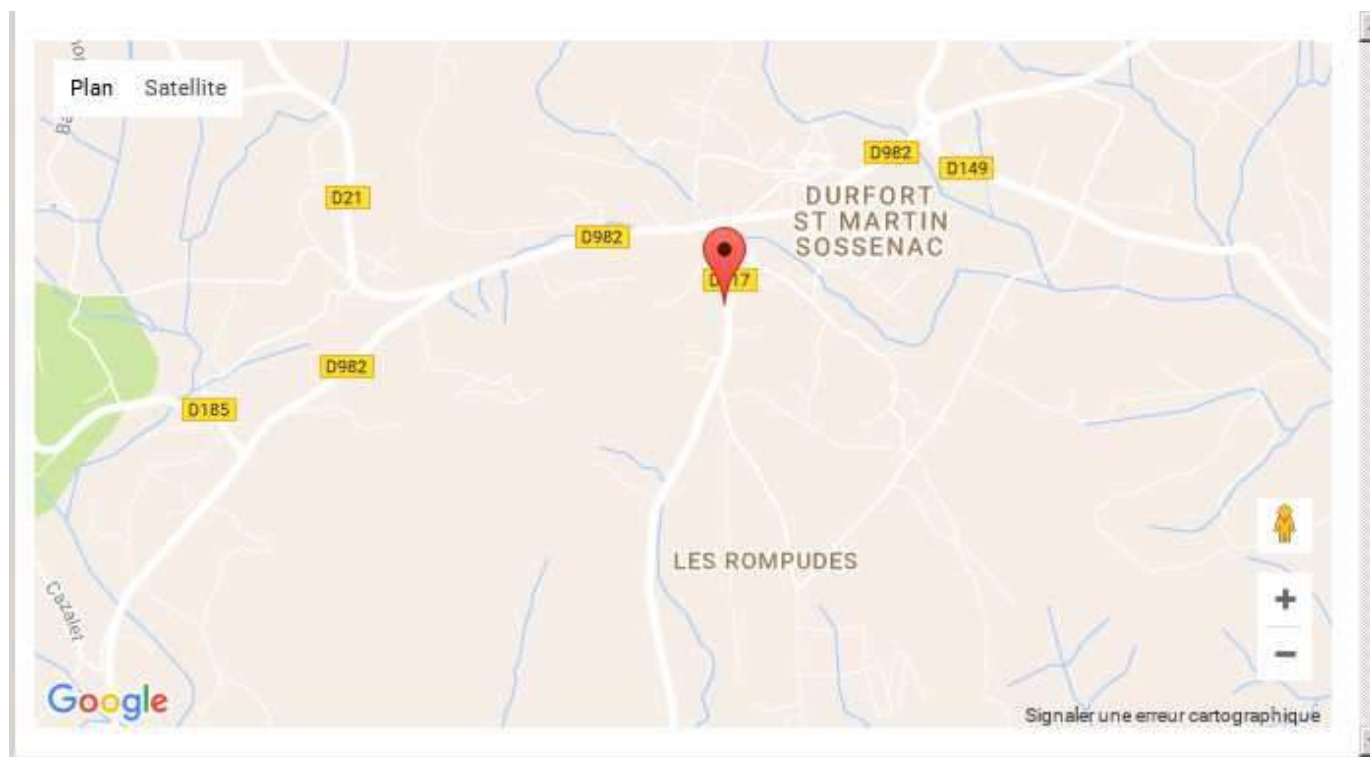 Plan Satellite
D982
D149
D21
DURFORT
ST MARTIN
SOSSENAC
D982
D982
D185
LES ROMPUDES
Cazalet
Google
Signaler une erreur cartographique